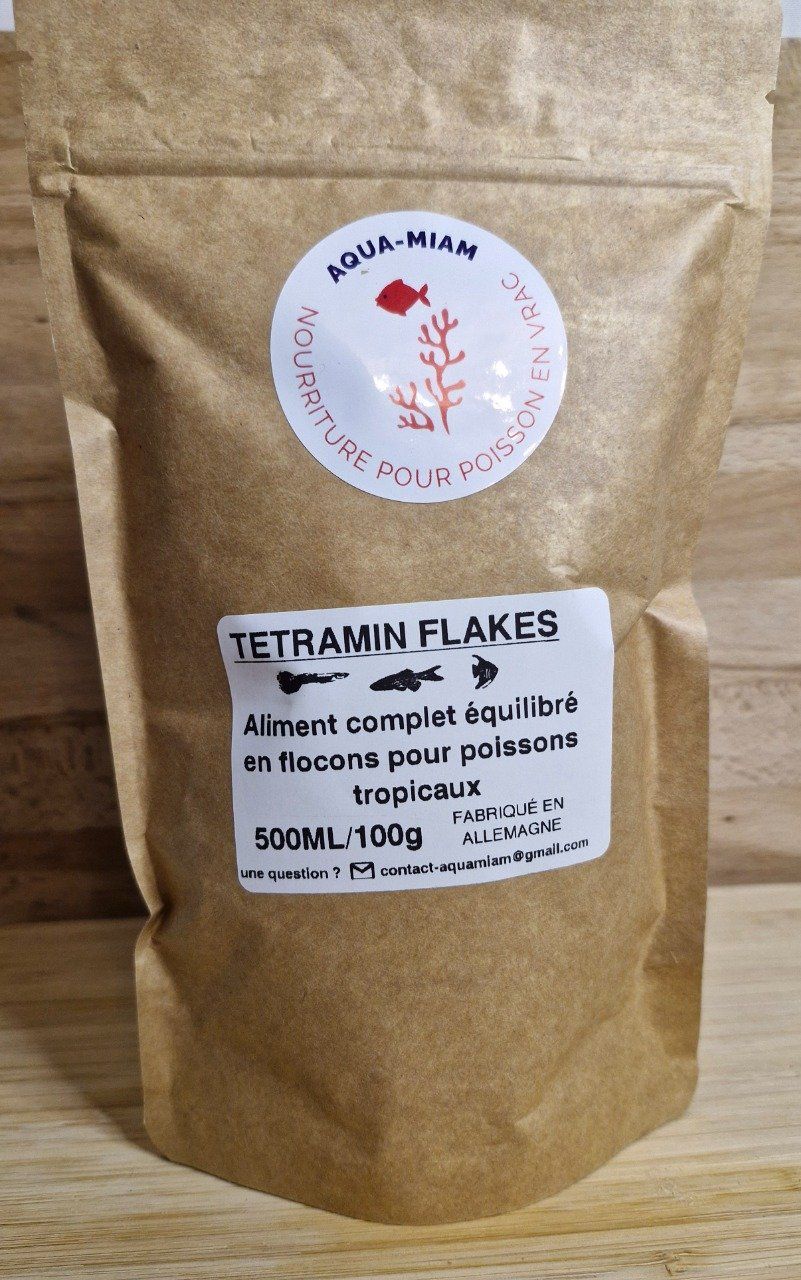 AQUA-MIAM
NOURRITURE POUR POISSON EN VRAC
TETRAMIN FLAKES
Aliment complet équilibré
en flocons pour poissons
tropicaux
500ML/100g
FABRIQUÉ EN
ALLEMAGNE
une question ? contact-aquamiam@gmail.com